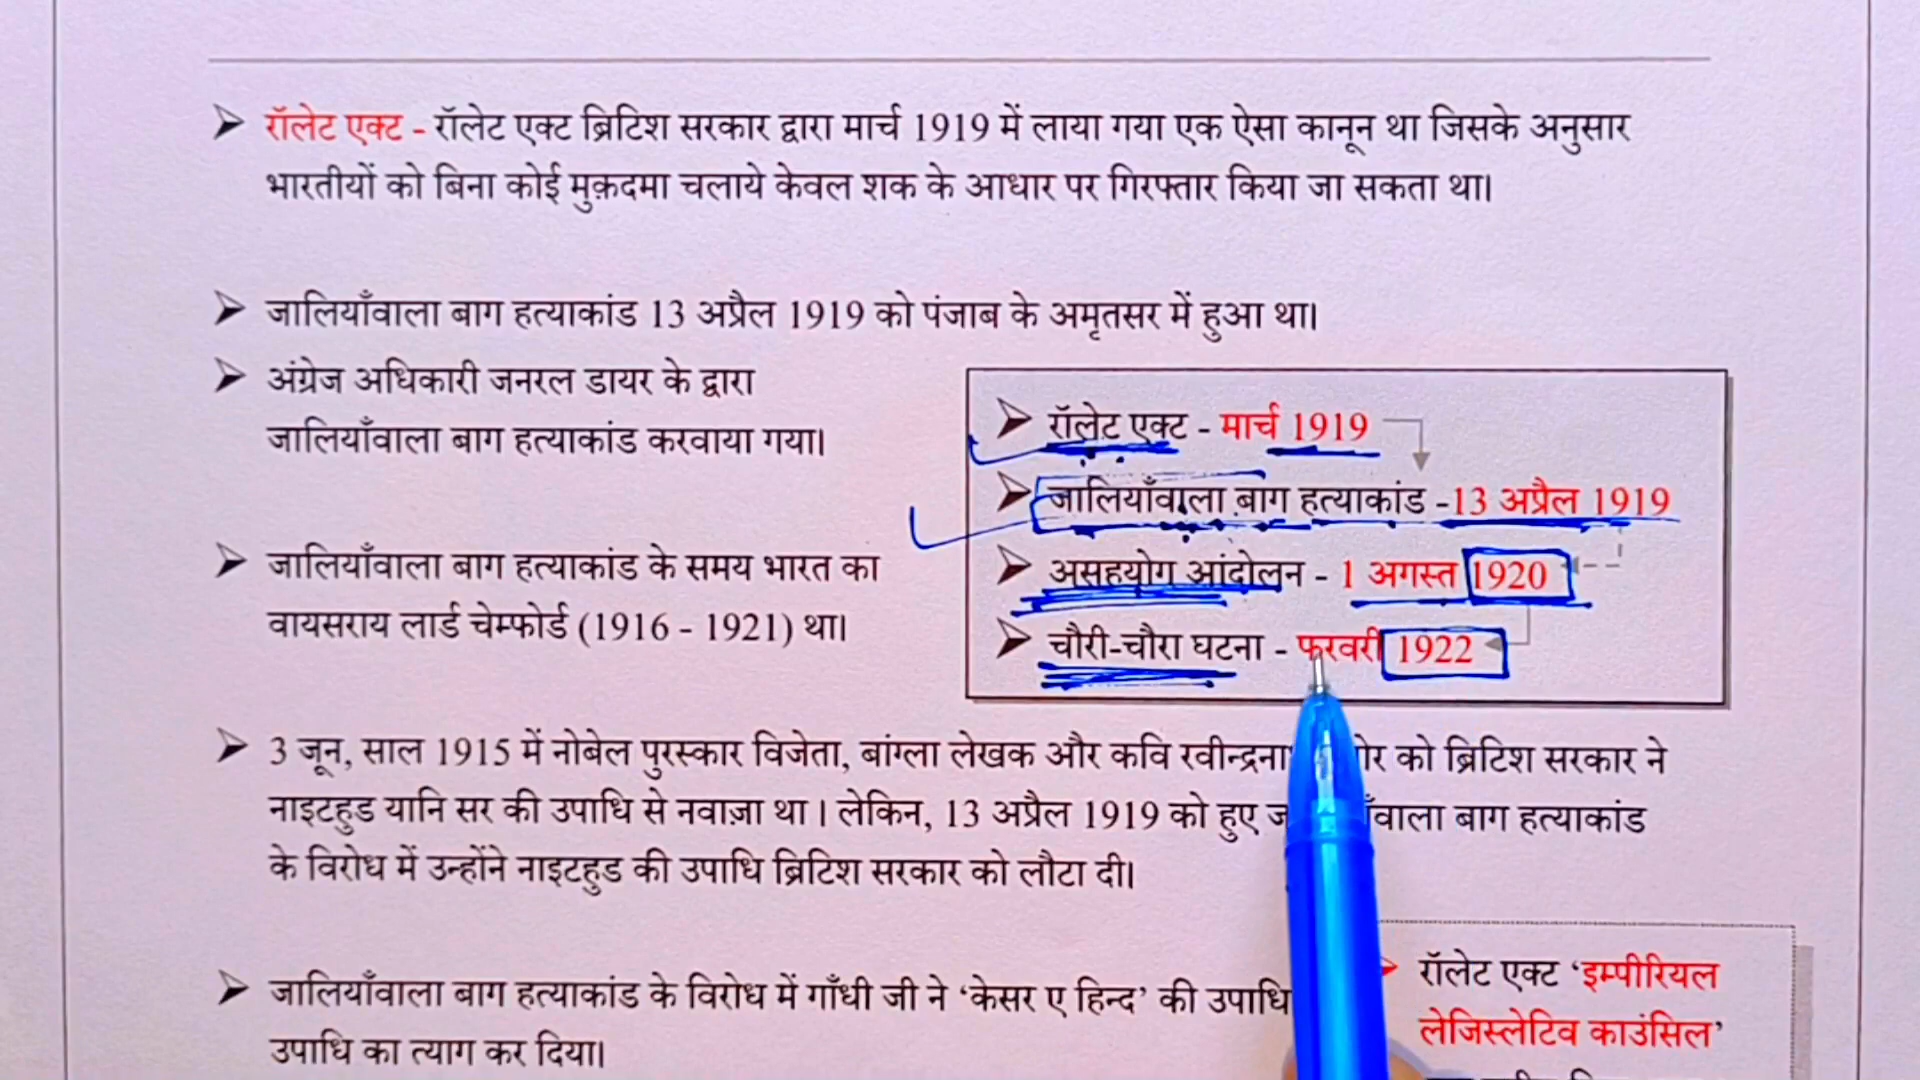 रॉलेट एक्ट - रॉलेट एक्ट ब्रिटिश सरकार द्वारा मार्च 1919 में लाया गया एक ऐसा कानून था जिसके अनुसार
भारतीयों को बिना कोई मुक़दमा चलाये केवल शक के आधार पर गिरफ्तार किया जा सकता था।
जालियाँवाला बाग हत्याकांड 13 अप्रैल 1919 को पंजाब के अमृतसर में हुआ था।
अंग्रेज अधिकारी जनरल डायर के द्वारा
जालियाँवाला बाग हत्याकांड करवाया गया।
जालियाँवाला बाग हत्याकांड के समय भारत का
वायसराय लार्ड चेम्फोर्ड (1916 - 1921) था।
रॉलेट एक्ट - मार्च 1919
जालियाँवाला बाग हत्याकांड -13 अप्रैल 1919
असहयोग आंदोलन - 1 अगस्त 1920
चौरी-चौरा घटना - फरवरी 1922
3 जून, साल 1915 में नोबेल पुरस्कार विजेता, बांग्ला लेखक और कवि को ब्रिटिश सरकार ने
नाइटहुड यानि सर की उपाधि से नवाज़ा था । लेकिन, 13 अप्रैल 1919 को हुए बाग हत्याकांड
के विरोध में उन्होंने नाइटहुड की उपाधि ब्रिटिश सरकार को लौटा दी।
जालियाँवाला बाग हत्याकांड के विरोध में गाँधी जी ने ‘केसर ए हिन्द’ की उपाधि
उपाधि का त्याग कर दिया।
रॉलेट एक्ट ‘इम्पीरियल
लेजिस्लेटिव काउंसिल’